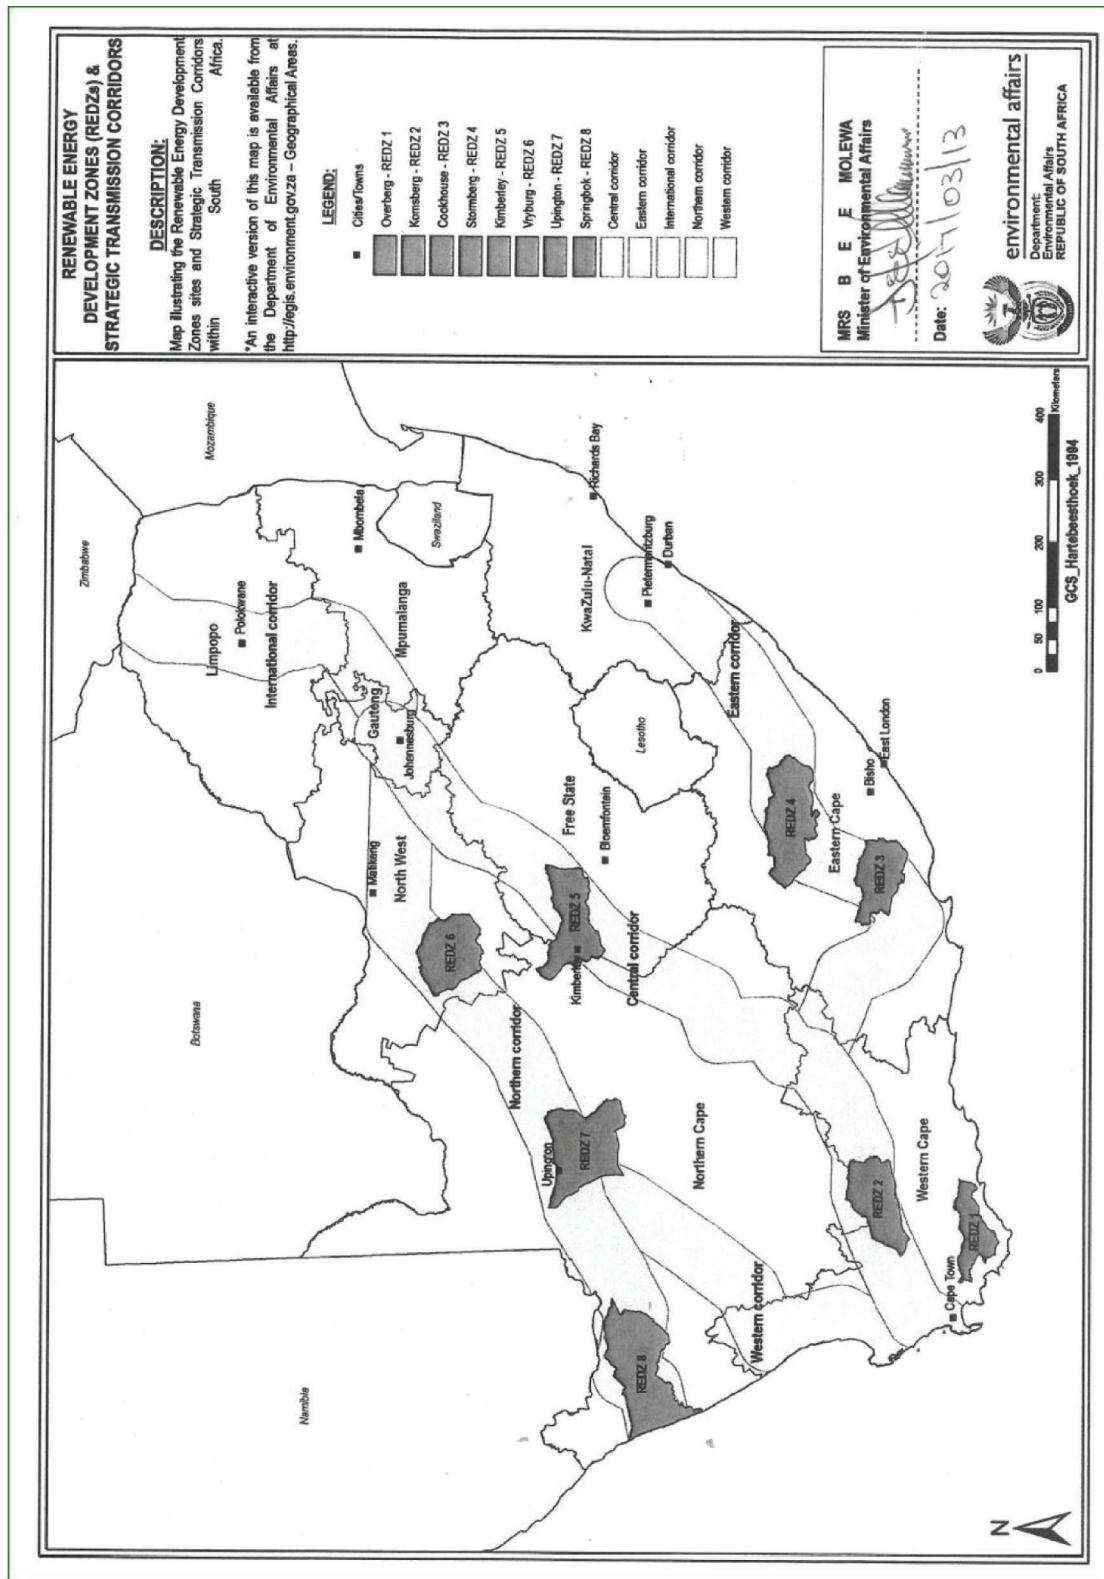 RENEWABLE ENERGY
DEVELOPMENT ZONES (REDZs) &
STRATEGIC TRANSMISSION CORRIDORS
DESCRIPTION:
Map illustrating the Renewable Energy Development
Zones sites and Strategic Transmission Corridors
within South Africa.
*An interactive version of this map is available from
the Department of Environmental Affairs at
http://egis.environment.gov.za – Geographical Areas.
LEGEND:
Cities/Towns
Overberg - REDZ 1
Komsberg - REDZ 2
Cookhouse - REDZ 3
Stormberg - REDZ 4
Kimberley - REDZ 5
Vryburg - REDZ 6
Upington - REDZ 7
Springbok - REDZ 8
Central corridor
Eastern corridor
International corridor
Northern corridor
Western corridor
MRS B E E MOLEWA
Minister of Environmental Affairs
Date: 2017/03/13
environmental affairs
Department:
Environmental Affairs
REPUBLIC OF SOUTH AFRICA
Zimbabwe
Mozambique
Limpopo
Polokwane
International corridor
Mbombela
Swaziland
Mpumalanga
Gauteng
Johannesburg
Botswana
Mafikeng
North West
REDZ 6
Free State
Bloemfontein
Lesotho
KwaZulu-Natal
Richards Bay
Pietermaritzburg
Durban
Eastern corridor
REDZ 5
Kimberley
Central corridor
Northern corridor
Upington
REDZ 7
Northern Cape
REDZ 4
Eastern Cape
REDZ 3
Bisho
East London
Namibia
REDZ 8
Western corridor
REDZ 2
Western Cape
REDZ 1
Cape Town
0 50 100 200 300 400
Kilometers
GCS_Hartebeesthoek_1994
N